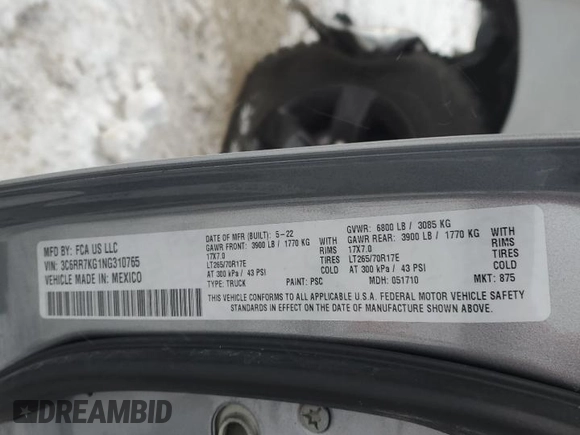 MFD BY: FCA US LLC
VIN: 3C6RR7KG1NG310765
VEHICLE MADE IN: MEXICO
DATE OF MFR (BUILT): 5-22
GAWR FRONT: 3900 LB / 1770 KG WITH
17X7.0 RIMS
LT265/70R17E TIRES
AT 300 kPa / 43 PSI COLD
TYPE: TRUCK
PAINT: PSC
GVWR: 6800 LB / 3085 KG
GAWR REAR: 3900 LB / 1770 KG WITH
17X7.0 RIMS
LT265/70R17E TIRES
AT 300 kPa / 43 PSI COLD
MDH: 051710 MKT: 875
THIS VEHICLE CONFORMS TO ALL APPLICABLE U.S.A. FEDERAL MOTOR VEHICLE SAFETY
STANDARDS IN EFFECT ON THE DATE OF MANUFACTURE SHOWN ABOVE.
DREAMBID